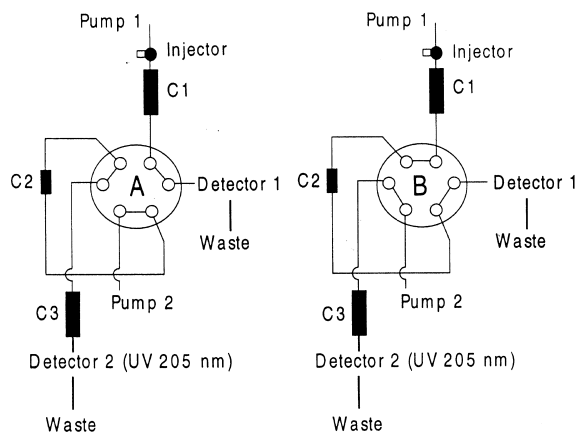 Pump 1
Injector
C1
C2
A
Detector 1
Waste
Pump 2
C3
Detector 2 (UV 205 nm)
Waste
Pump 1
Injector
C1
C2
B
Detector 1
Waste
Pump 2
C3
Detector 2 (UV 205 nm)
Waste